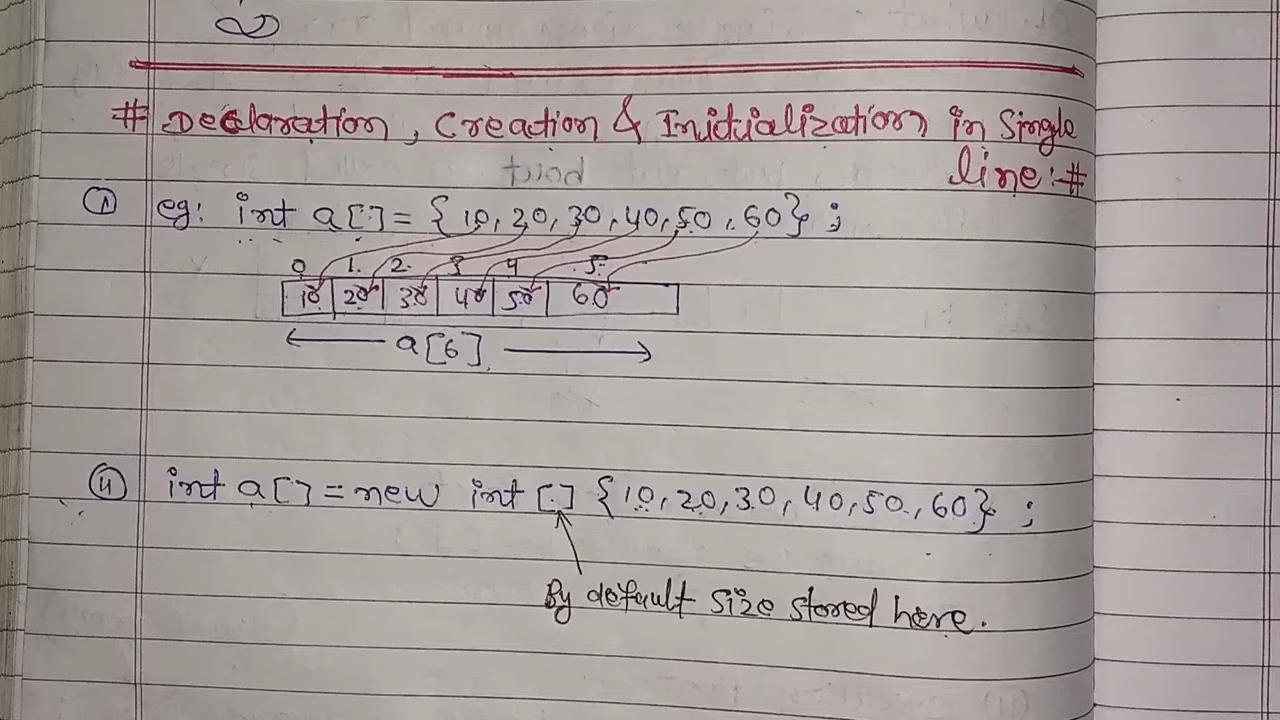 # Declaration, Creation & Initialization in Single
line:-#
① eg: int a[] = {10, 20, 30, 40, 50, 60} ;
0 1. 2. 3 4 5
10 20 30 40 50 60
a[6]
② int a[] = new int [] {10, 20, 30, 40, 50, 60} ;
By default size stored here.